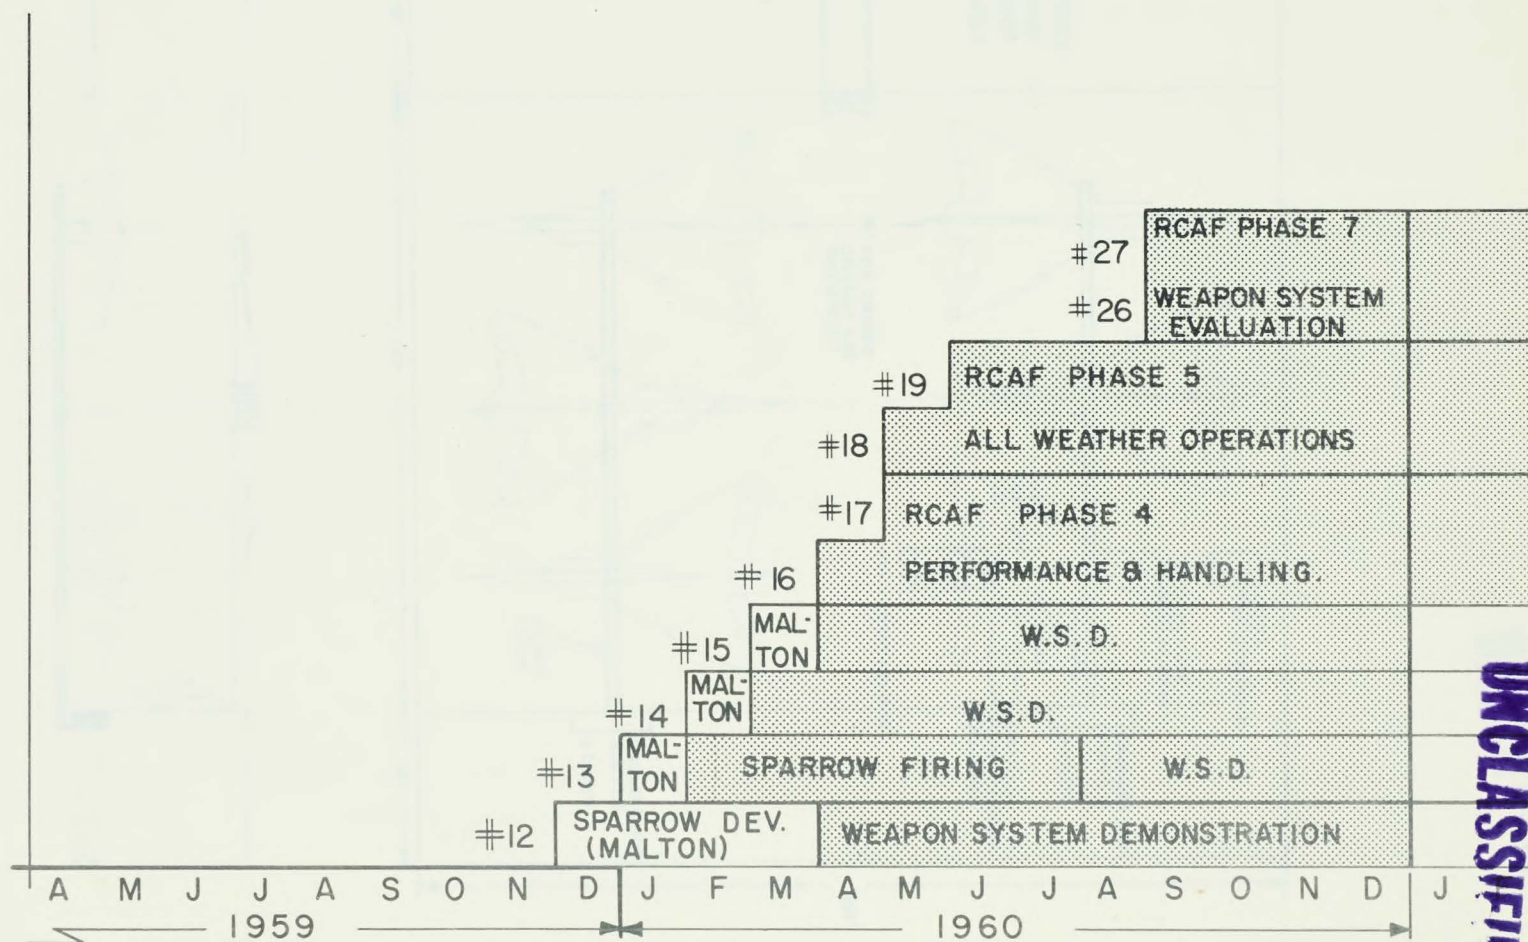 RCAF PHASE 7
#27
#26
WEAPON SYSTEM
EVALUATION
#19
RCAF PHASE 5
#18
ALL WEATHER OPERATIONS
#17
RCAF PHASE 4
#16
PERFORMANCE & HANDLING.
MAL-
TON
W.S.D.
#15
MAL-
TON
W.S.D.
#14
MAL-
TON
SPARROW FIRING
W.S.D.
#13
SPARROW DEV.
(MALTON)
WEAPON SYSTEM DEMONSTRATION
#12
A M J J A S O N D J F M A M J J A S O N D J
1959
1960
UNCLASSIFI